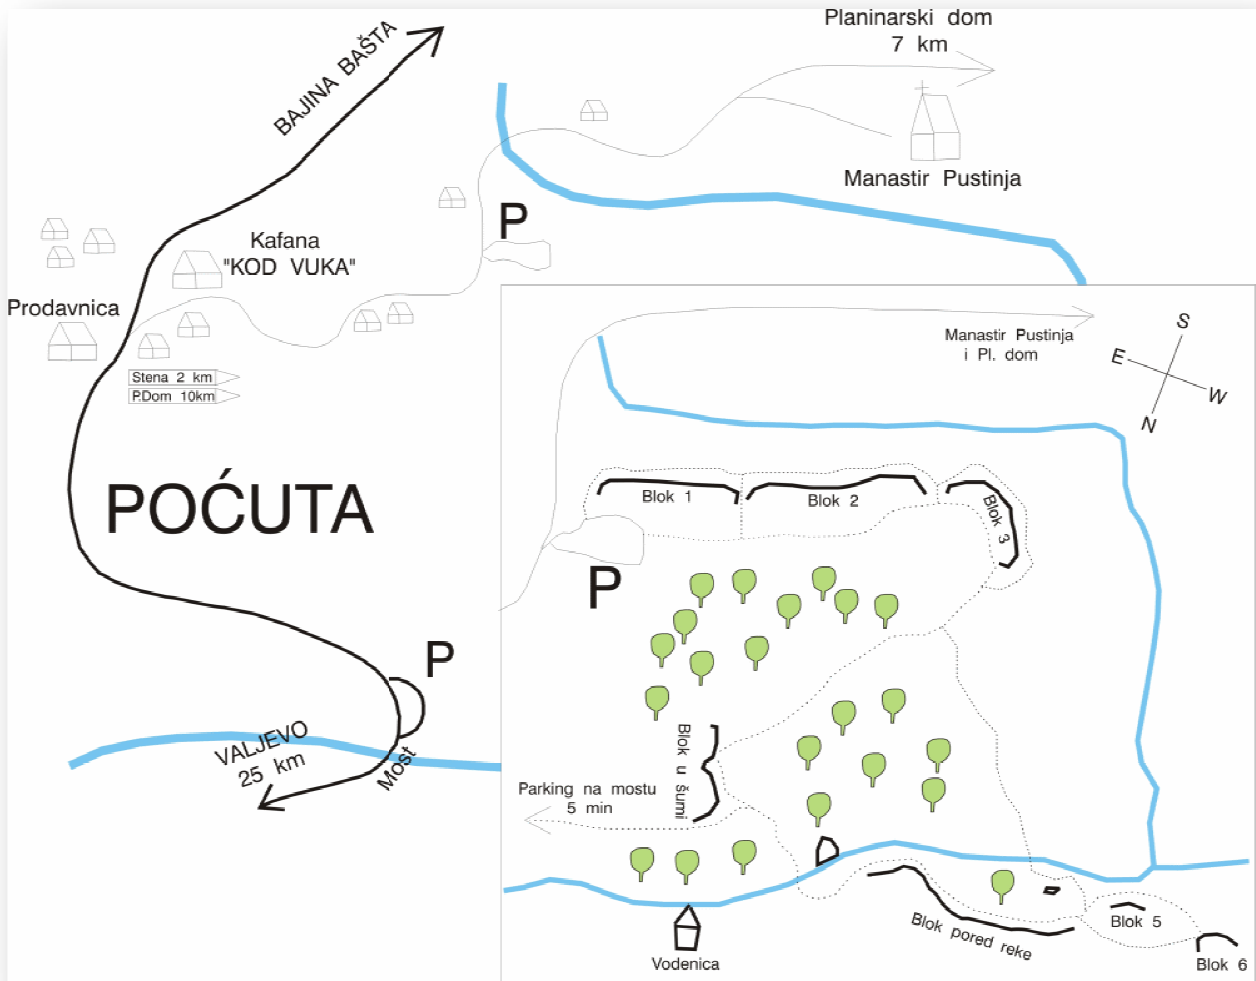 Planinarski dom
7 km
BAJINA BAŠTA
Manastir Pustinja
P
Kafana
"KOD VUKA"
Prodavnica
Stena 2 km
P.Dom 10km
POĆUTA
P
VALJEVO
25 km
Most
Manastir Pustinja
i Pl. dom
S
E
W
N
Blok 1
Blok 2
Blok 3
P
Blok u šumi
Parking na mostu
5 min
Vodenica
Blok pored reke
Blok 5
Blok 6